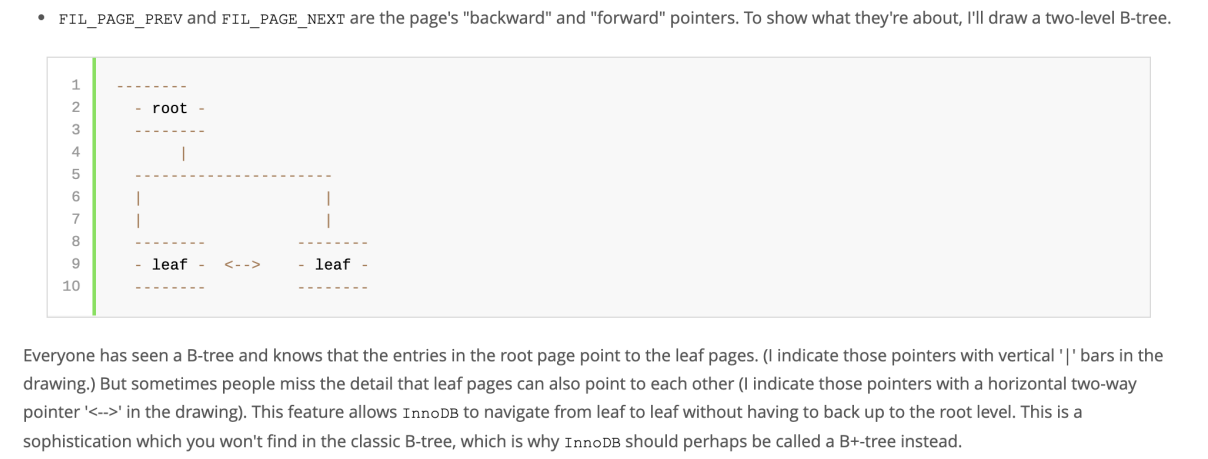 • FIL_PAGE_PREV and FIL_PAGE_NEXT are the page's "backward" and "forward" pointers. To show what they're about, I'll draw a two-level B-tree.
1 --------
2   - root -
3   --------
4        |
5   ----------------------
6   |                     |
7   |                     |
8   --------          --------
9   - leaf -  <-->    - leaf -
10   --------          --------
Everyone has seen a B-tree and knows that the entries in the root page point to the leaf pages. (I indicate those pointers with vertical '|' bars in the
drawing.) But sometimes people miss the detail that leaf pages can also point to each other (I indicate those pointers with a horizontal two-way
pointer '<-->' in the drawing). This feature allows InnoDB to navigate from leaf to leaf without having to back up to the root level. This is a
sophistication which you won't find in the classic B-tree, which is why InnoDB should perhaps be called a B+-tree instead.